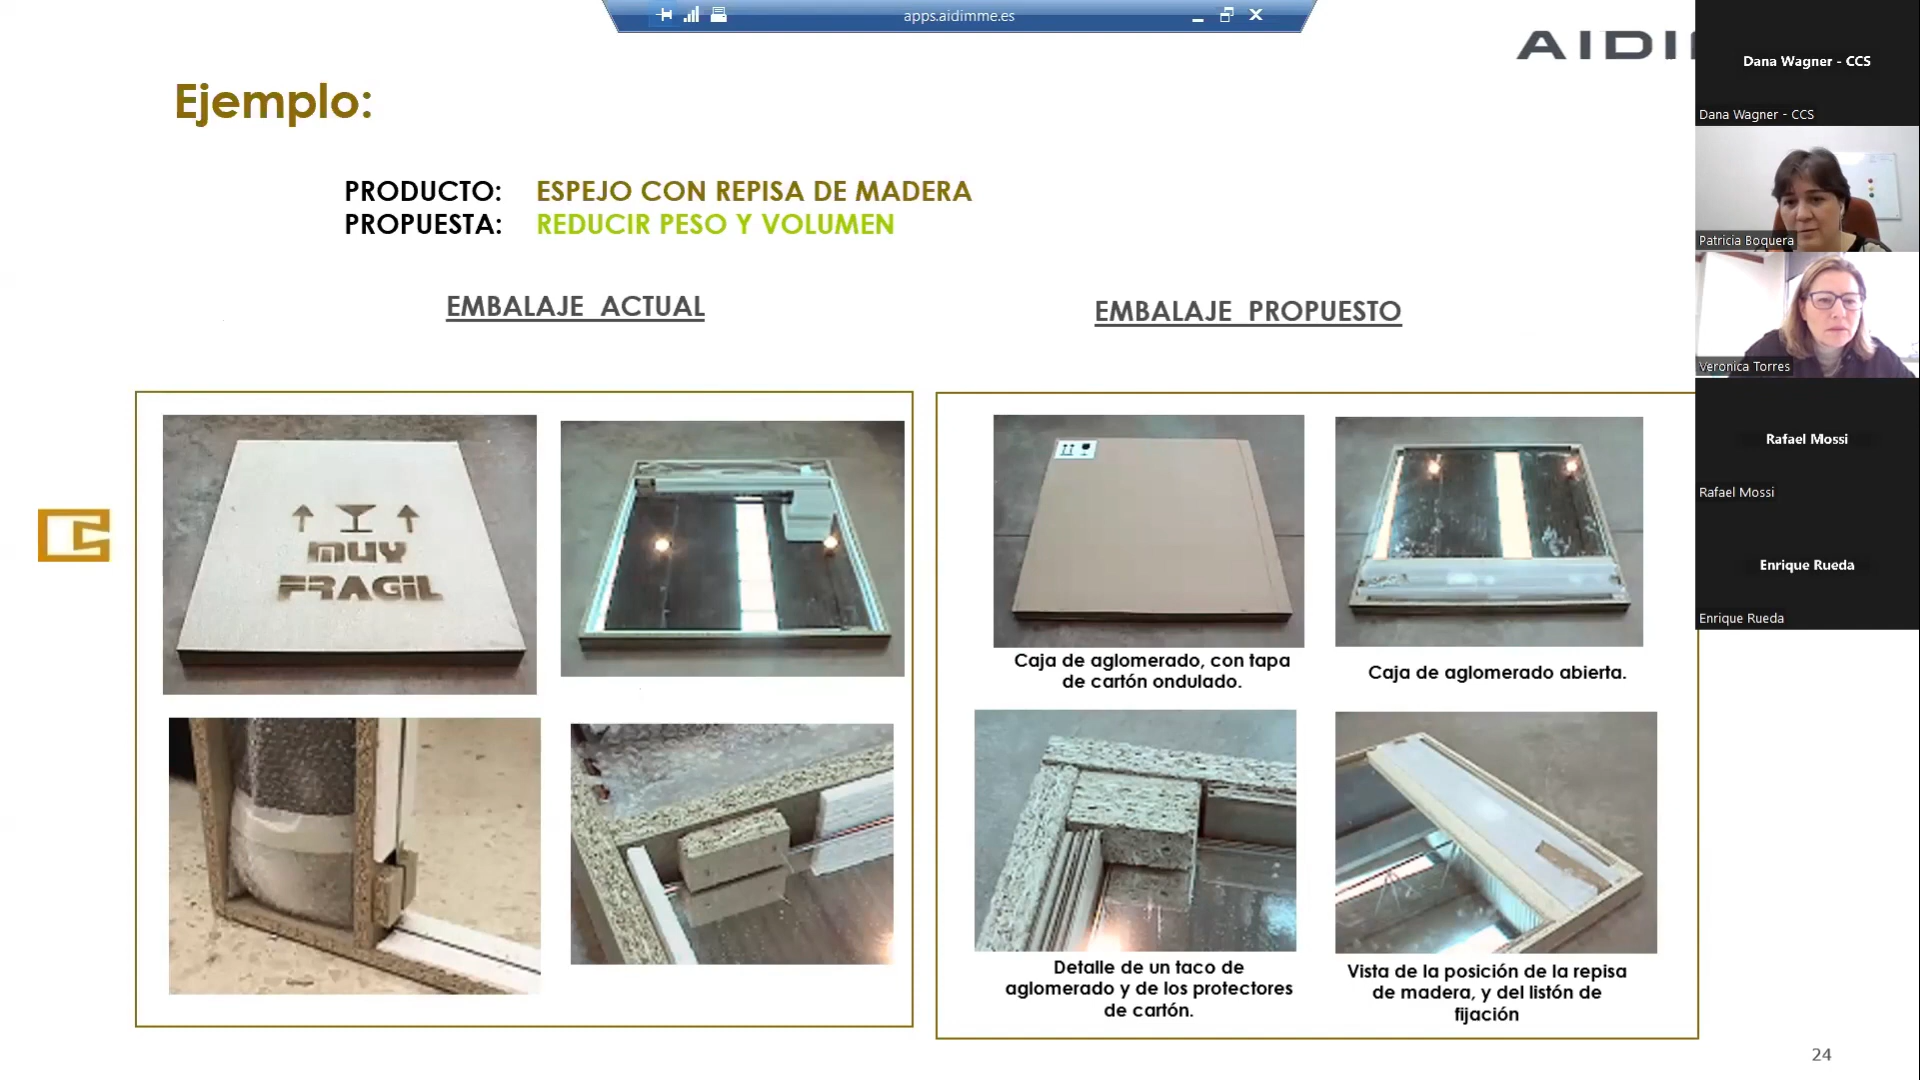 apps.aidimme.es
AIDI
Ejemplo:
PRODUCTO: ESPEJO CON REPISA DE MADERA
PROPUESTA: REDUCIR PESO Y VOLUMEN
EMBALAJE ACTUAL
EMBALAJE PROPUESTO
MUY
FRAGIL
Caja de aglomerado, con tapa
de cartón ondulado.
Caja de aglomerado abierta.
Detalle de un taco de
aglomerado y de los protectores
de cartón.
Vista de la posición de la repisa
de madera, y del listón de
fijación
24
Dana Wagner - CCS
Dana Wagner - CCS
Patricia Boquera
Veronica Torres
Rafael Mossi
Rafael Mossi
Enrique Rueda
Enrique Rueda